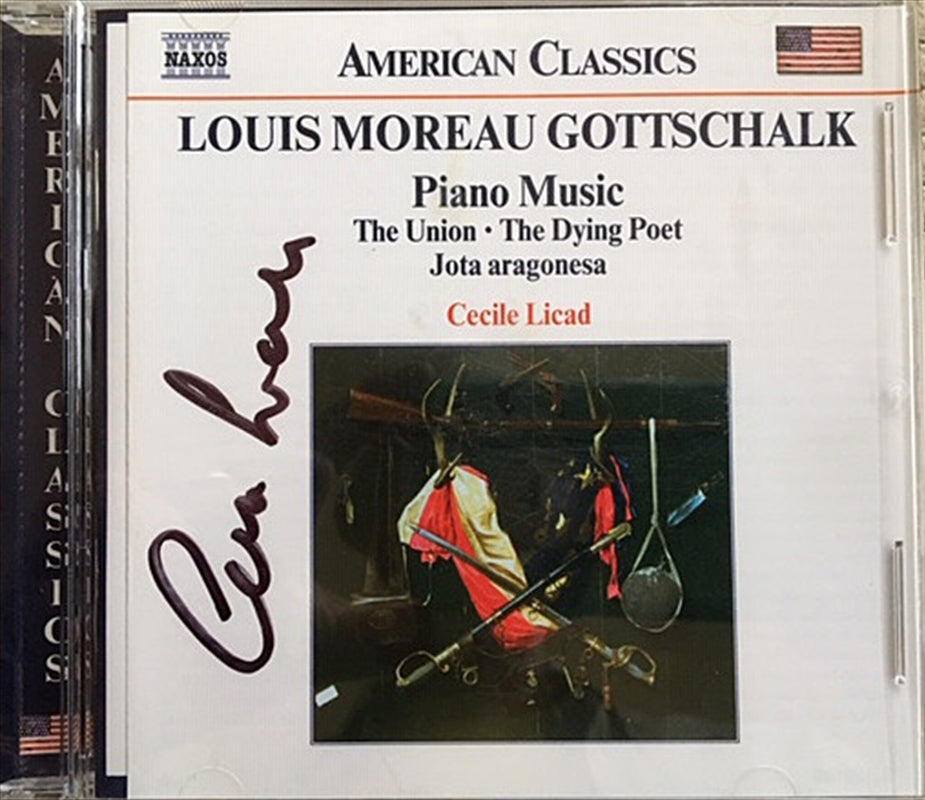 AMERICAN CLASSICS
NAXOS
AMERICAN CLASSICS
LOUIS MOREAU GOTTSCHALK
Piano Music
The Union • The Dying Poet
Jota aragonesa
Cecile Licad